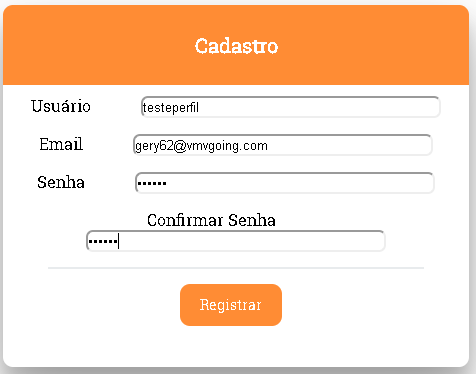 Cadastro
Usuário testeperfil
Email gery62@vmvgoing.com
Senha ••••••
Confirmar Senha
••••••
Registrar